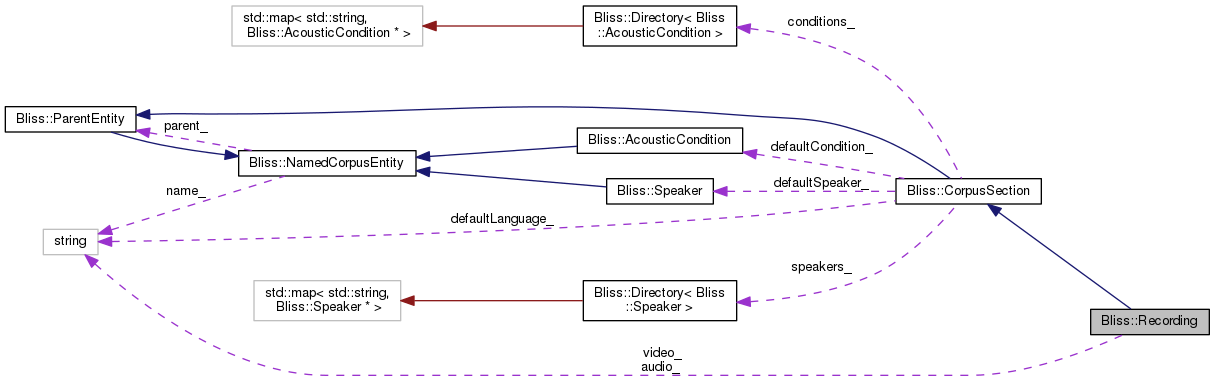 std::map< std::string,
Bliss::AcousticCondition * >
Bliss::Directory< Bliss
::AcousticCondition >
conditions_
Bliss::ParentEntity
parent_
Bliss::NamedCorpusEntity
Bliss::AcousticCondition
defaultCondition_
Bliss::Speaker
defaultSpeaker_
Bliss::CorpusSection
name_
defaultLanguage_
string
speakers_
std::map< std::string,
Bliss::Speaker * >
Bliss::Directory< Bliss
::Speaker >
Bliss::Recording
video_
audio_